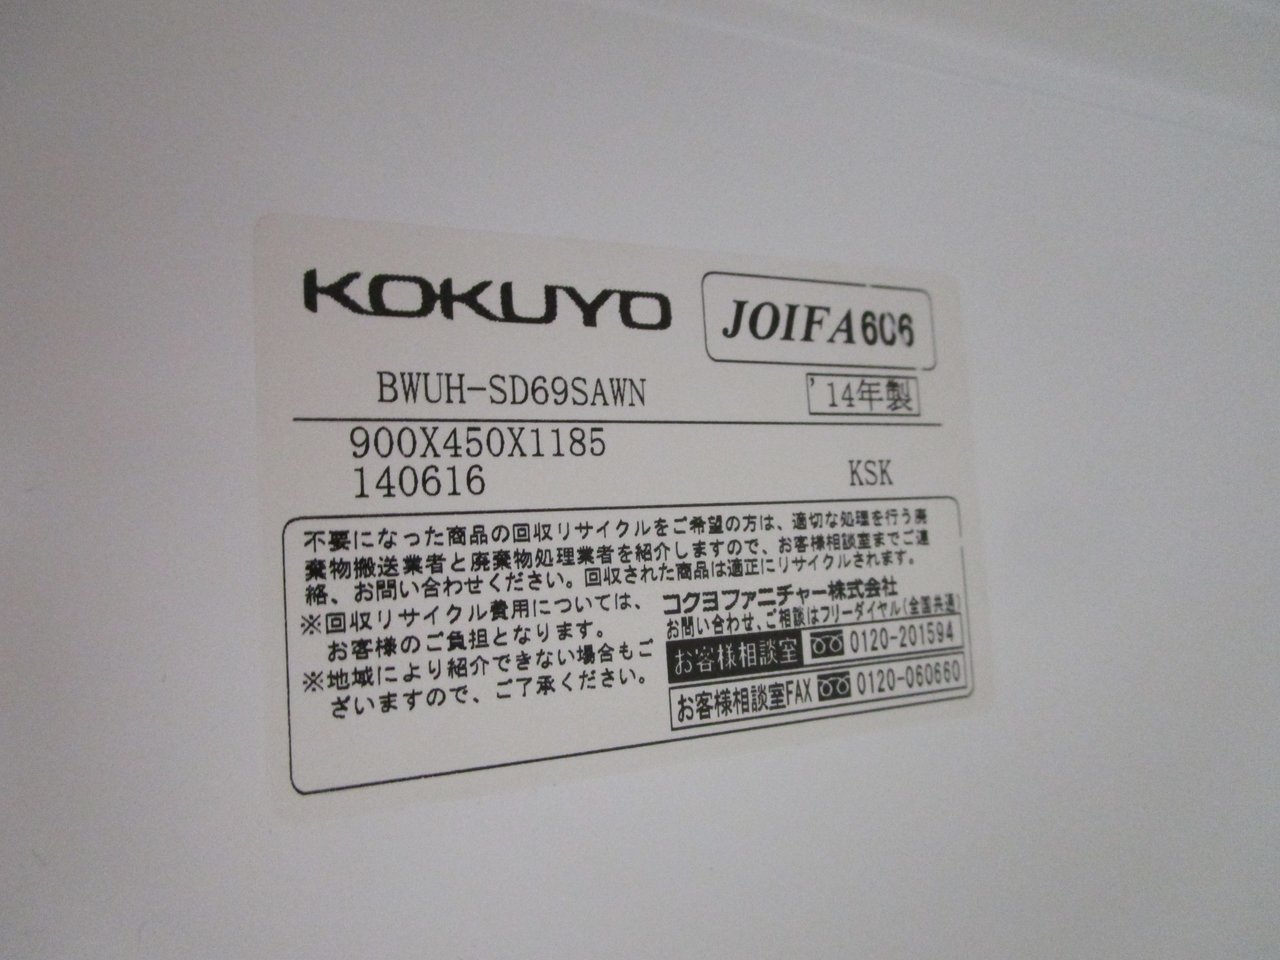 KOKUYO
JOIFA606
BWUH-SD69SAWN
'14年製
900X450X1185
140616
KSK
不要になった商品の回収リサイクルをご希望の方は、適切な処理を行う廃
棄物搬送業者と廃棄物処理業者を紹介しますので、お客様相談室までご連
絡、お問い合わせください。回収された商品は適正にリサイクルされます。
※回収リサイクル費用については、
お客様のご負担となります。
※地域により紹介できない場合もご
ざいますので、ご了承ください。
コクヨファニチャー株式会社
お問い合わせ、ご相談はフリーダイヤル(全国共通)
お客様相談室 0120-201594
お客様相談室FAX 0120-060660